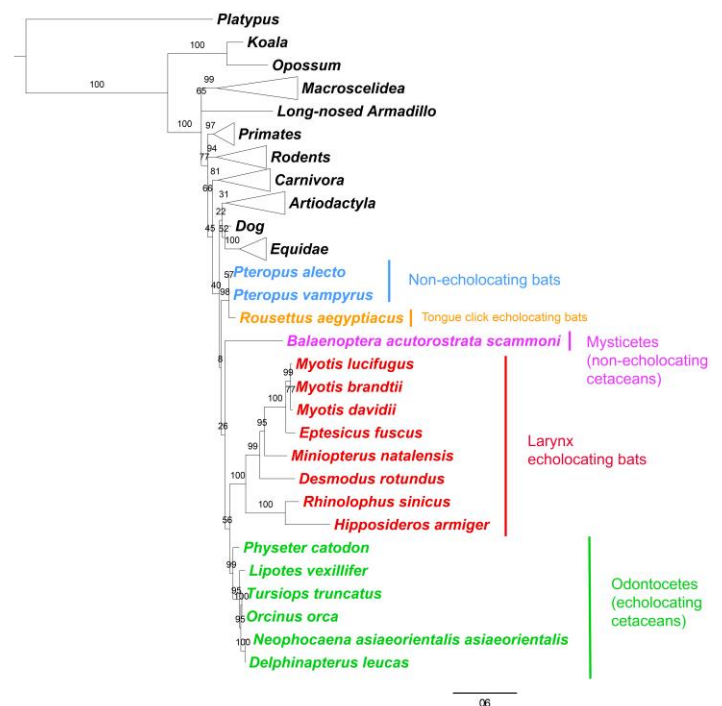 Platypus
100
Koala
Opossum
100
99
65
Macroscelidea
Long-nosed Armadillo
100
97
Primates
94
77
Rodents
81
66
Carnivora
31
Artiodactyla
22
45
52
Dog
100
Equidae
57
Pteropus alecto
Non-echolocating bats
40
98
Pteropus vampyrus
Rousettus aegyptiacus
Tongue click echolocating bats
Balaenoptera acutorostrata scammoni
Mysticetes
(non-echolocating
cetaceans)
8
Myotis lucifugus
99
77
Myotis brandtii
100
Myotis davidii
95
26
Eptesicus fuscus
Larynx
echolocating bats
99
Miniopterus natalensis
100
Desmodus rotundus
100
Rhinolophus sinicus
56
Hipposideros armiger
Physeter catodon
99
Lipotes vexillifer
95
100
Tursiops truncatus
Odontocetes
(echolocating
cetaceans)
95
Orcinus orca
100
Neophocaena asiaeorientalis asiaeorientalis
Delphinapterus leucas
06